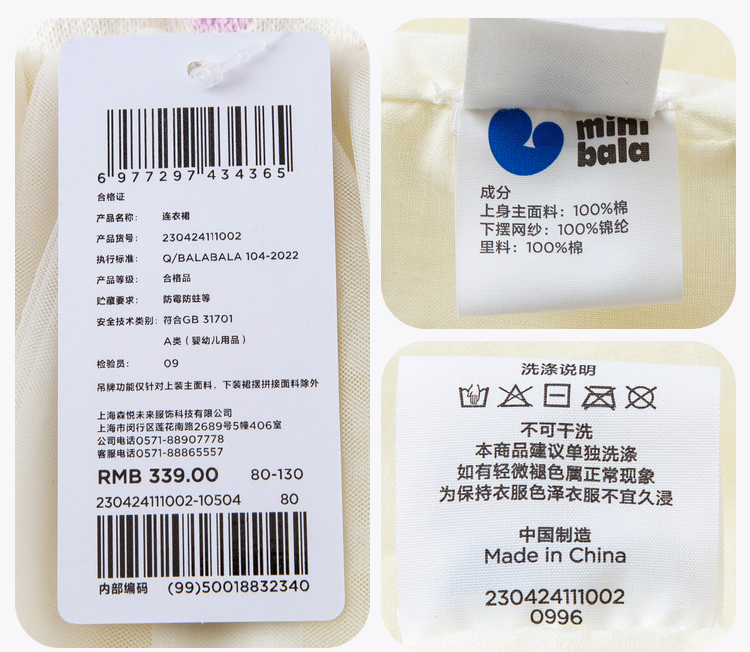 6 977297 434365
合格证
产品名称: 连衣裙
产品货号: 230424111002
执行标准: Q/BALABALA 104-2022
产品等级: 合格品
贮藏要求: 防霉防蛀等
安全技术类别: 符合GB 31701
A类（婴幼儿用品）
检验员: 09
吊牌功能仅针对上装主面料，下装裙摆拼接面料除外
上海森悦未来服饰科技有限公司
上海市闵行区莲花南路2689号5幢406室
公司电话0571-88907778
客服电话0571-88865557
RMB 339.00 80-130
230424111002-10504 80
内部编码 (99)50018832340
mini
bala
成分
上身主面料：100%棉
下摆网纱：100%锦纶
里料：100%棉
洗涤说明
不可干洗
本商品建议单独洗涤
如有轻微褪色属正常现象
为保持衣服色泽衣服不宜久浸
中国制造
Made in China
230424111002
0996